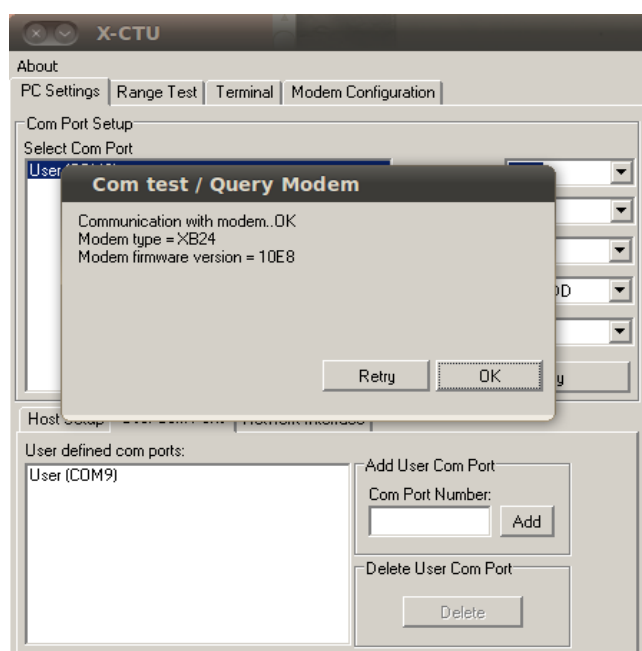 X-CTU
About
PC Settings Range Test Terminal Modem Configuration
Com Port Setup
Select Com Port
User
Com test / Query Modem
Communication with modem..OK
Modem type = XB24
Modem firmware version = 10E8
Retry OK
Host
User defined com ports:
User (COM9)
Add User Com Port
Com Port Number:
Add
Delete User Com Port
Delete